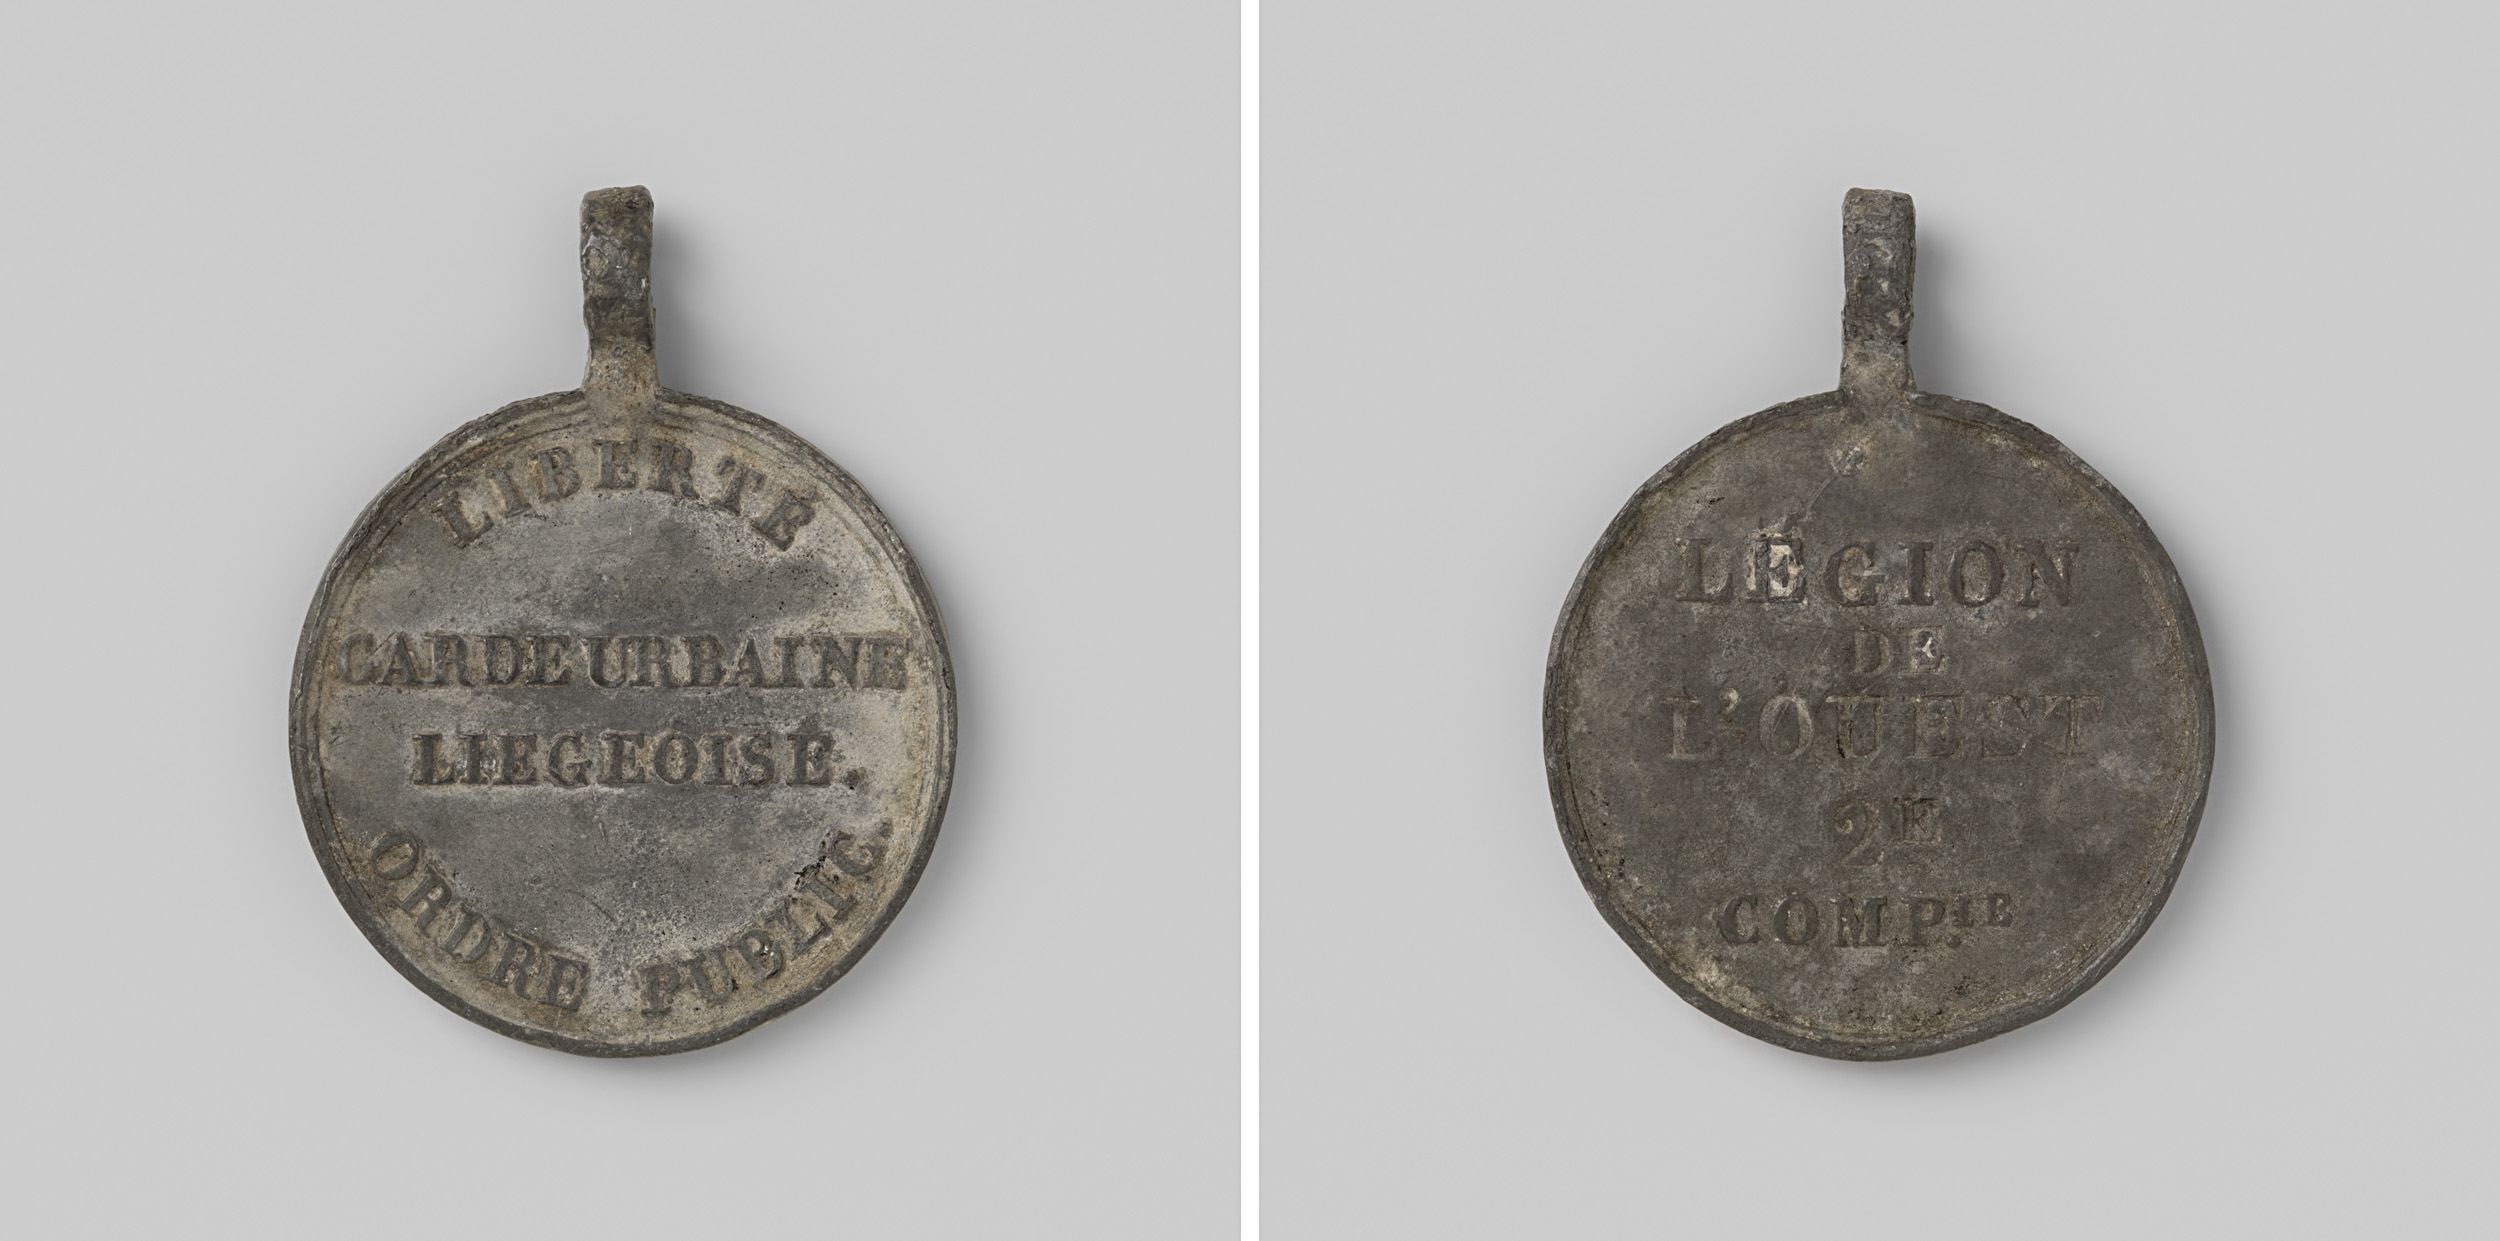 LIBERTÉ
GARDE URBAINE
LIEGEOISE.
ORDRE PUBLIC.
LÉGION
DE
L'OUEST
2E
COMP.IE